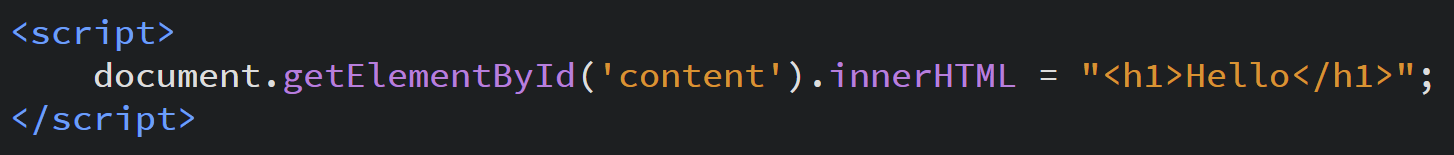 <script>
    document.getElementById('content').innerHTML = "<h1>Hello</h1>";
</script>